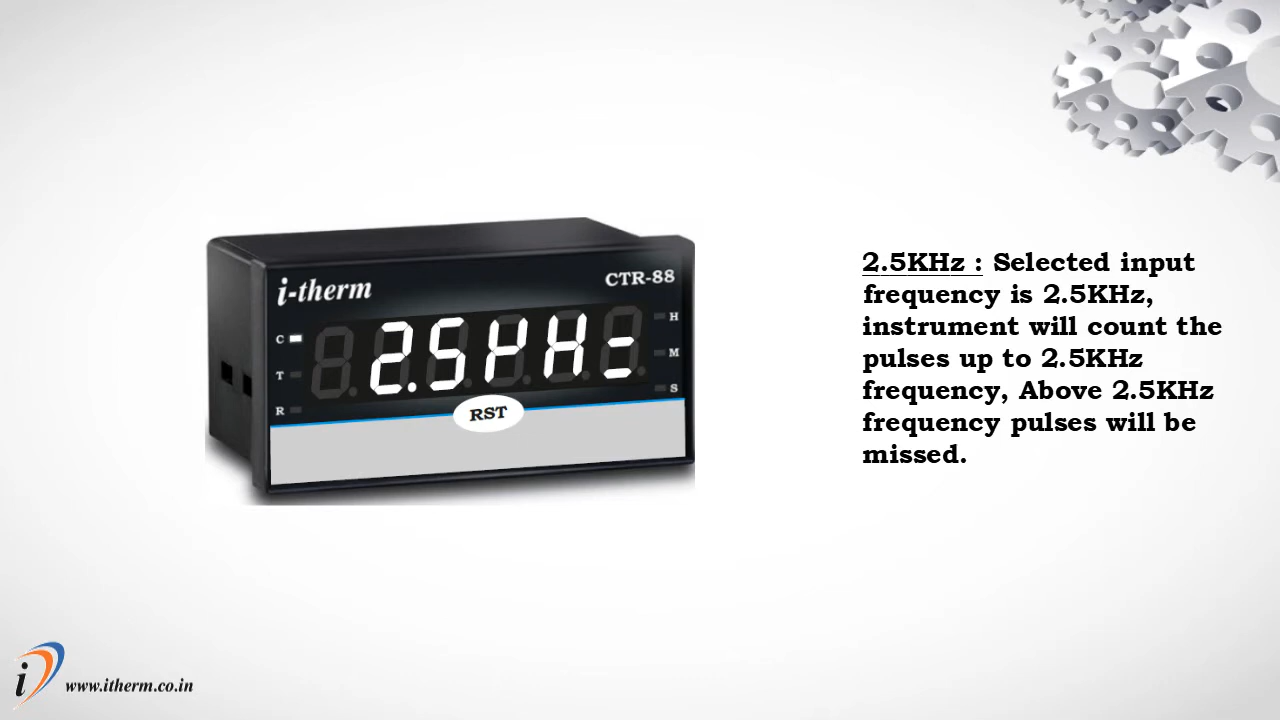 i-therm
CTR-88
C
T
R
2.5KHz
H
M
S
RST
2.5KHz : Selected input
frequency is 2.5KHz,
instrument will count the
pulses up to 2.5KHz
frequency, Above 2.5KHz
frequency pulses will be
missed.
i
www.itherm.co.in